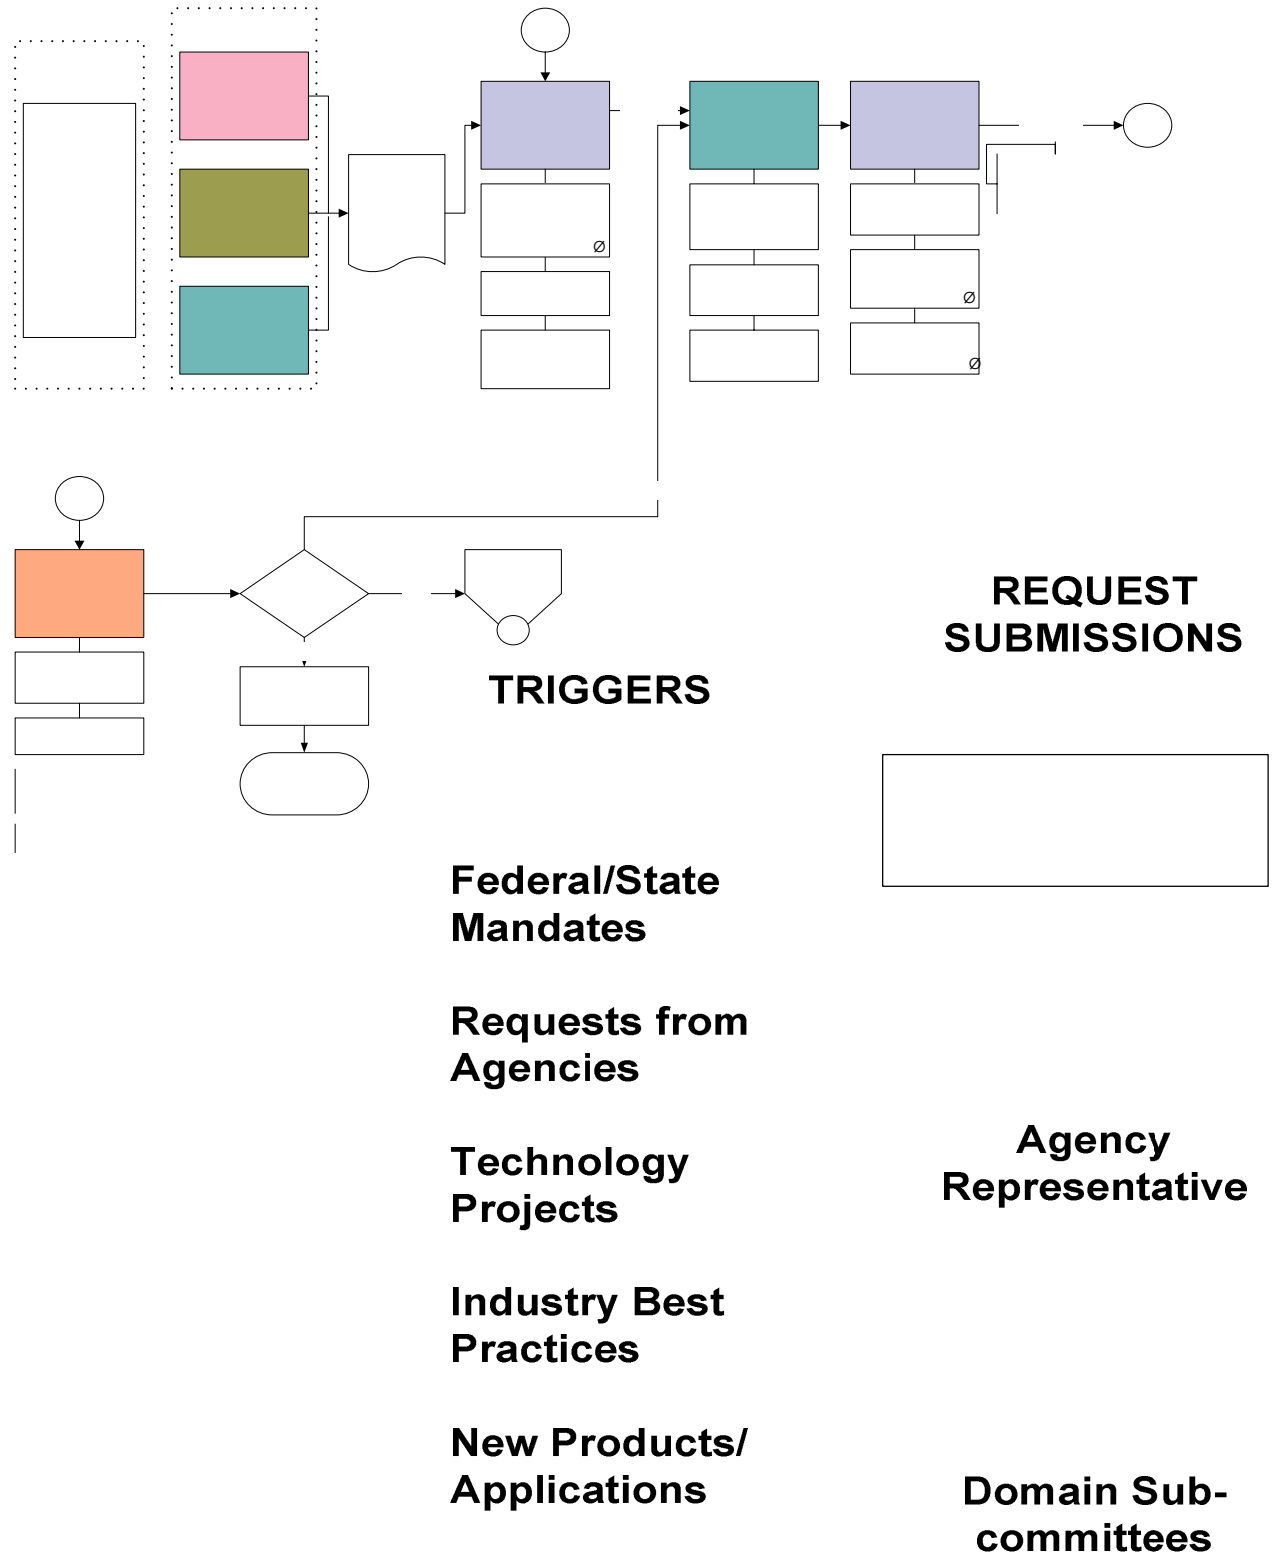 Ø
Ø
Ø
TRIGGERS
Federal/State
Mandates
Requests from
Agencies
Technology
Projects
Industry Best
Practices
New Products/
Applications
REQUEST
SUBMISSIONS
Agency
Representative
Domain Sub-
committees